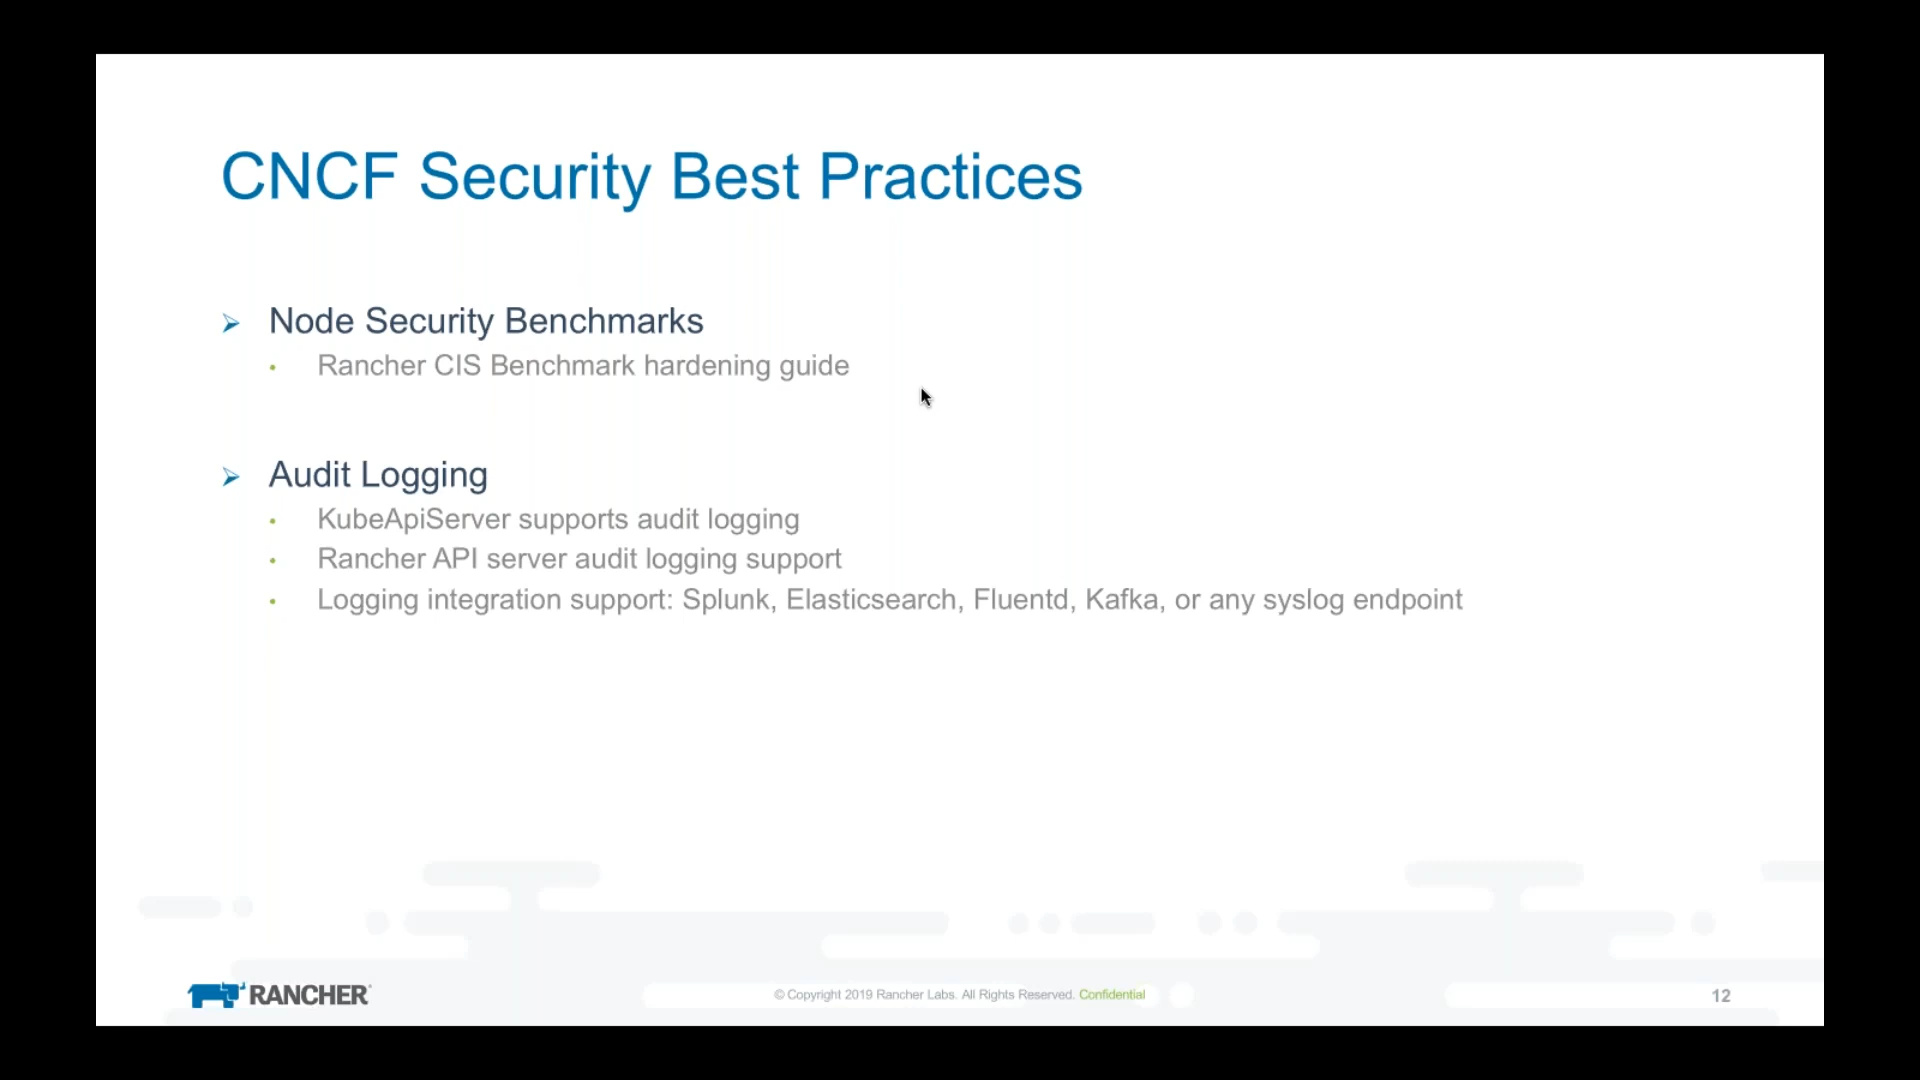 CNCF Security Best Practices
Node Security Benchmarks
Rancher CIS Benchmark hardening guide
Audit Logging
KubeApiServer supports audit logging
Rancher API server audit logging support
Logging integration support: Splunk, Elasticsearch, Fluentd, Kafka, or any syslog endpoint
RANCHER
© Copyright 2019 Rancher Labs. All Rights Reserved. Confidential
12